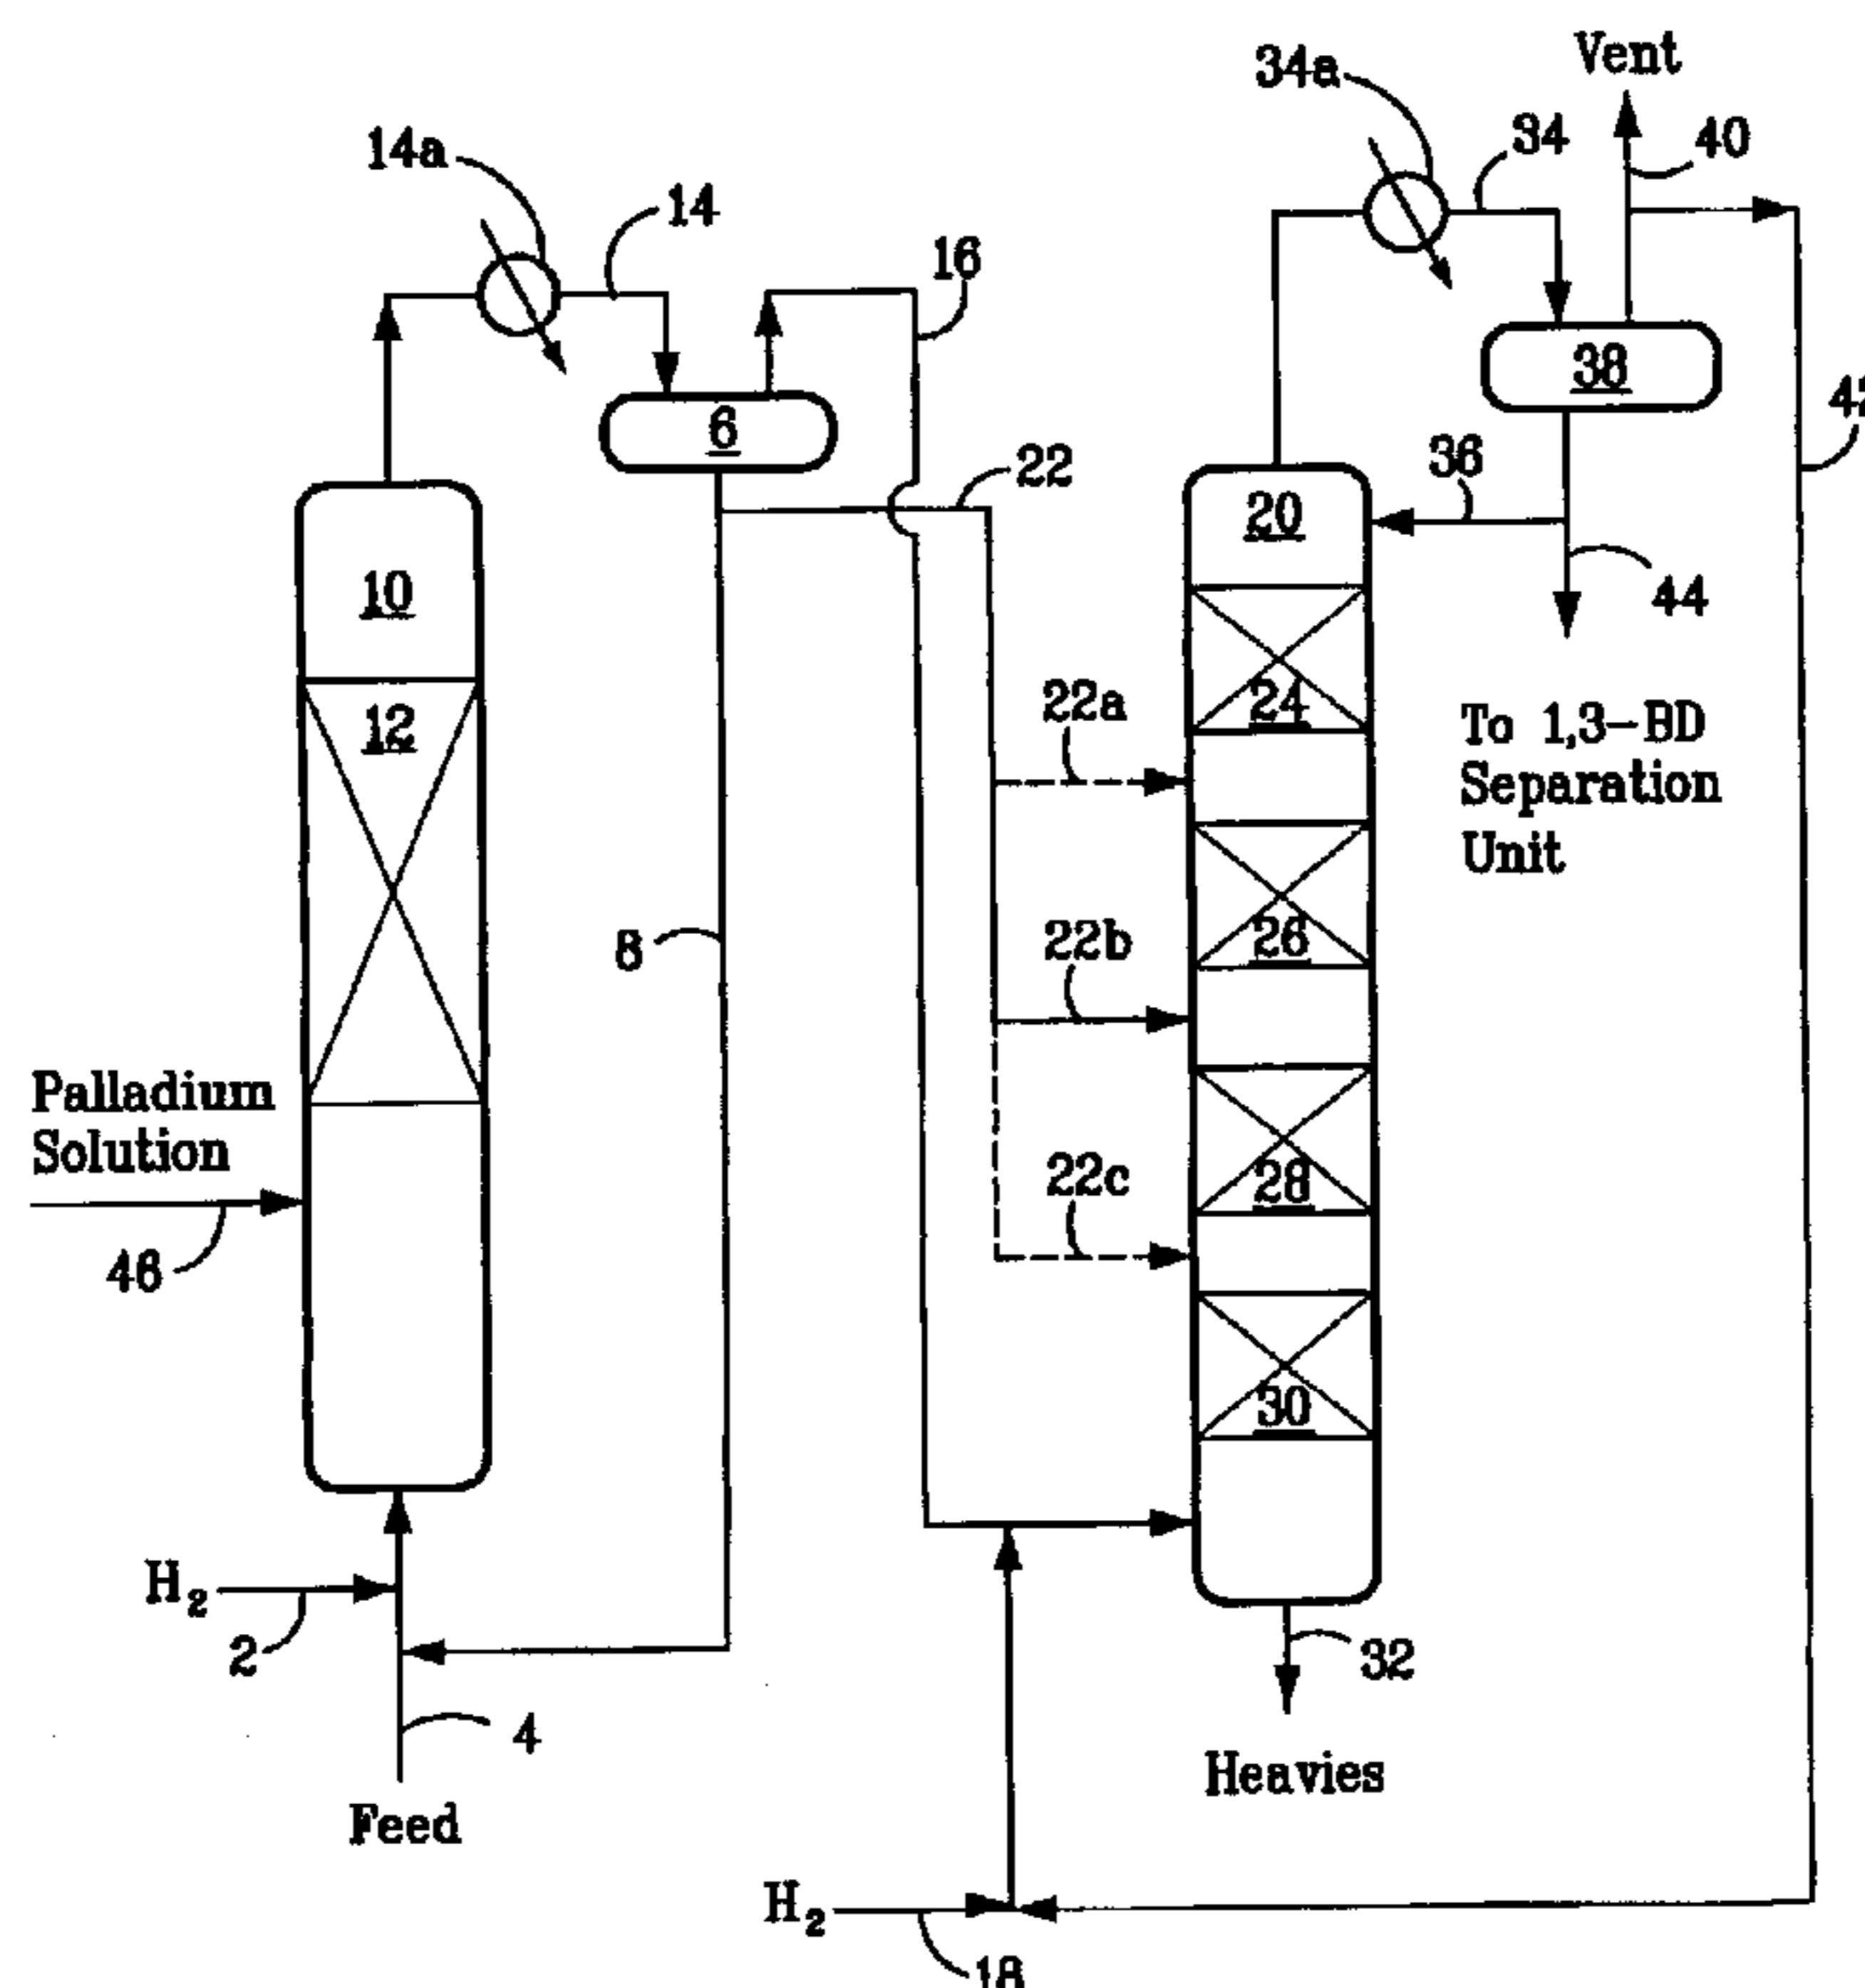 Vent
34a
34
40
14a
14
16
38
42
6
22
36
20
10
44
24
12
22a
To 1,3-BD
Separation
Unit
26
8
22b
Palladium
Solution
28
22c
46
30
H₂
2
32
4
Heavies
Feed
H₂
18